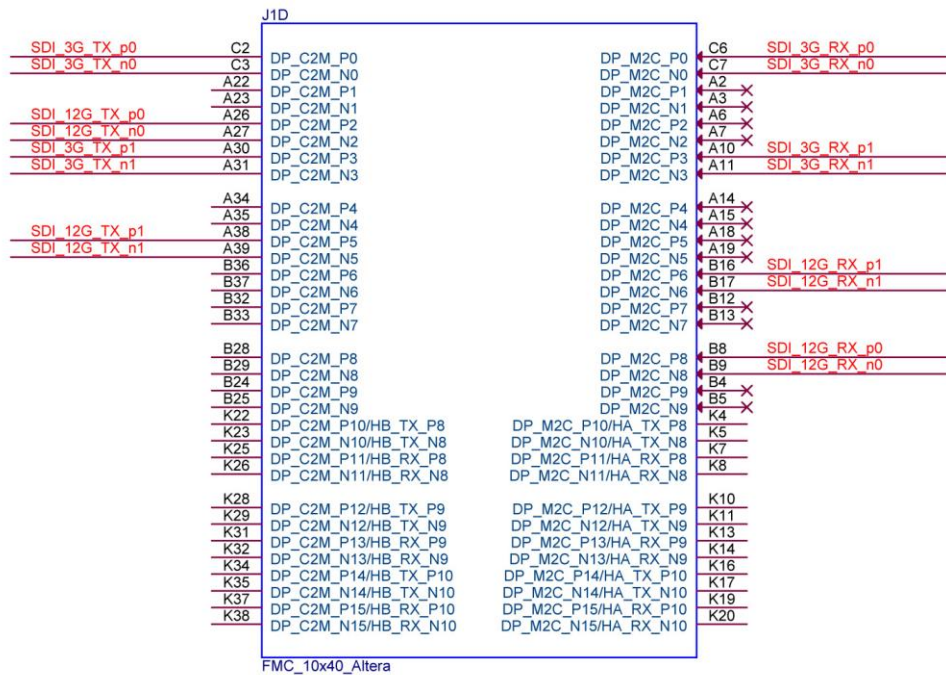 J1D
SDI_3G_TX_p0 C2 DP_C2M_P0 DP_M2C_P0 C6 SDI_3G_RX_p0
SDI_3G_TX_n0 C3 DP_C2M_N0 DP_M2C_N0 C7 SDI_3G_RX_n0
A22 DP_C2M_P1 DP_M2C_P1 A2
A23 DP_C2M_N1 DP_M2C_N1 A3
SDI_12G_TX_p0 A26 DP_C2M_P2 DP_M2C_P2 A6
SDI_12G_TX_n0 A27 DP_C2M_N2 DP_M2C_N2 A7
SDI_3G_TX_p1 A30 DP_C2M_P3 DP_M2C_P3 A10 SDI_3G_RX_p1
SDI_3G_TX_n1 A31 DP_C2M_N3 DP_M2C_N3 A11 SDI_3G_RX_n1
A34 DP_C2M_P4 DP_M2C_P4 A14
A35 DP_C2M_N4 DP_M2C_N4 A15
SDI_12G_TX_p1 A38 DP_C2M_P5 DP_M2C_P5 A18
SDI_12G_TX_n1 A39 DP_C2M_N5 DP_M2C_N5 A19
B36 DP_C2M_P6 DP_M2C_P6 B16 SDI_12G_RX_p1
B37 DP_C2M_N6 DP_M2C_N6 B17 SDI_12G_RX_n1
B32 DP_C2M_P7 DP_M2C_P7 B12
B33 DP_C2M_N7 DP_M2C_N7 B13
B28 DP_C2M_P8 DP_M2C_P8 B8 SDI_12G_RX_p0
B29 DP_C2M_N8 DP_M2C_N8 B9 SDI_12G_RX_n0
B24 DP_C2M_P9 DP_M2C_P9 B4
B25 DP_C2M_N9 DP_M2C_N9 B5
K22 DP_C2M_P10/HB_TX_P8 DP_M2C_P10/HA_TX_P8 K4
K23 DP_C2M_N10/HB_TX_N8 DP_M2C_N10/HA_TX_N8 K5
K25 DP_C2M_P11/HB_RX_P8 DP_M2C_P11/HA_RX_P8 K7
K26 DP_C2M_N11/HB_RX_N8 DP_M2C_N11/HA_RX_N8 K8
K28 DP_C2M_P12/HB_TX_P9 DP_M2C_P12/HA_TX_P9 K10
K29 DP_C2M_N12/HB_TX_N9 DP_M2C_N12/HA_TX_N9 K11
K31 DP_C2M_P13/HB_RX_P9 DP_M2C_P13/HA_RX_P9 K13
K32 DP_C2M_N13/HB_RX_N9 DP_M2C_N13/HA_RX_N9 K14
K34 DP_C2M_P14/HB_TX_P10 DP_M2C_P14/HA_TX_P10 K16
K35 DP_C2M_N14/HB_TX_N10 DP_M2C_N14/HA_TX_N10 K17
K37 DP_C2M_P15/HB_RX_P10 DP_M2C_P15/HA_RX_P10 K19
K38 DP_C2M_N15/HB_RX_N10 DP_M2C_N15/HA_RX_N10 K20
FMC_10x40_Altera